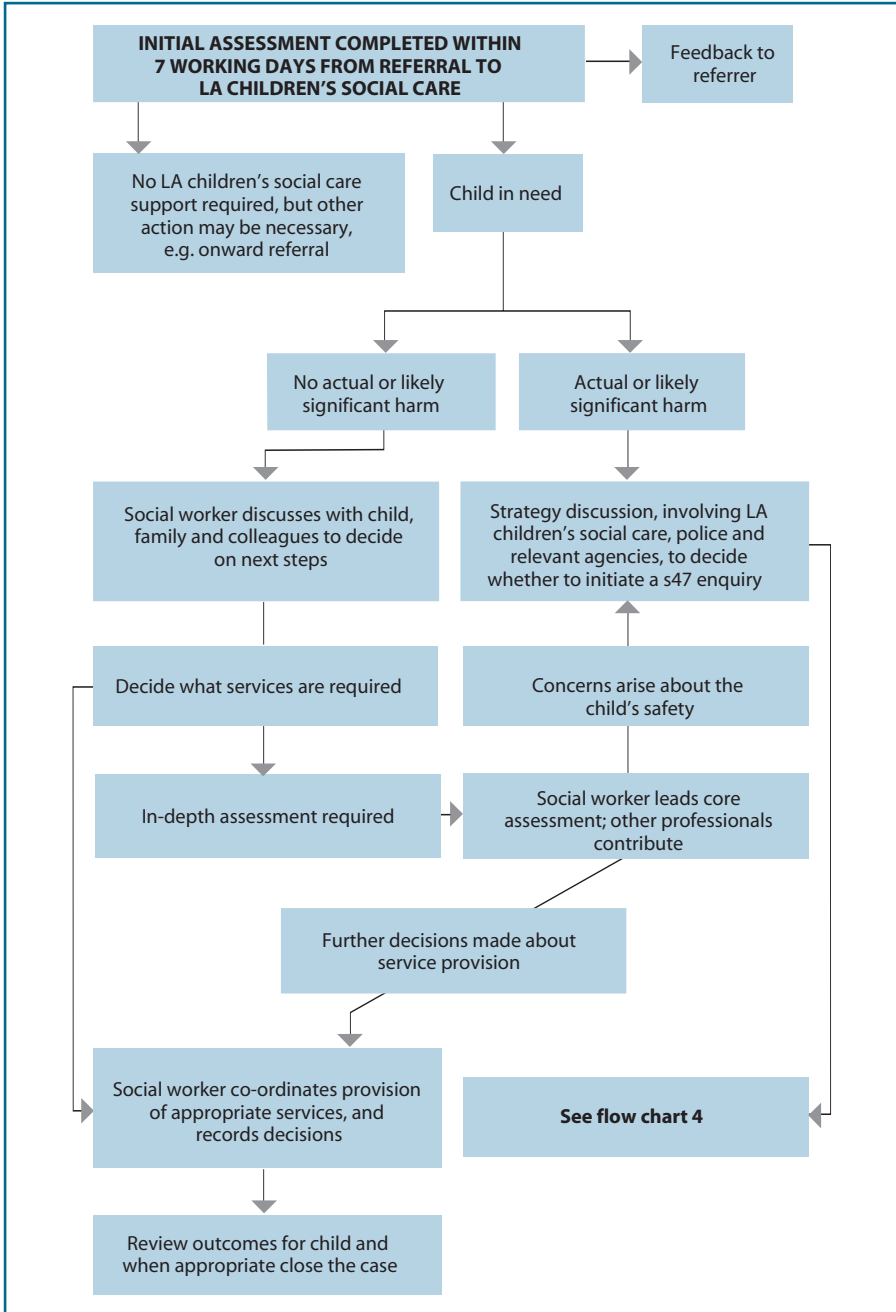 INITIAL ASSESSMENT COMPLETED WITHIN
7 WORKING DAYS FROM REFERRAL TO
LA CHILDREN’S SOCIAL CARE
Feedback to
referrer
No LA children’s social care
support required, but other
action may be necessary,
e.g. onward referral
Child in need
No actual or likely
significant harm
Actual or likely
significant harm
Social worker discusses with child,
family and colleagues to decide
on next steps
Strategy discussion, involving LA
children’s social care, police and
relevant agencies, to decide
whether to initiate a s47 enquiry
Decide what services are required
Concerns arise about the
child’s safety
In-depth assessment required
Social worker leads core
assessment; other professionals
contribute
Further decisions made about
service provision
Social worker co-ordinates provision
of appropriate services, and
records decisions
See flow chart 4
Review outcomes for child and
when appropriate close the case